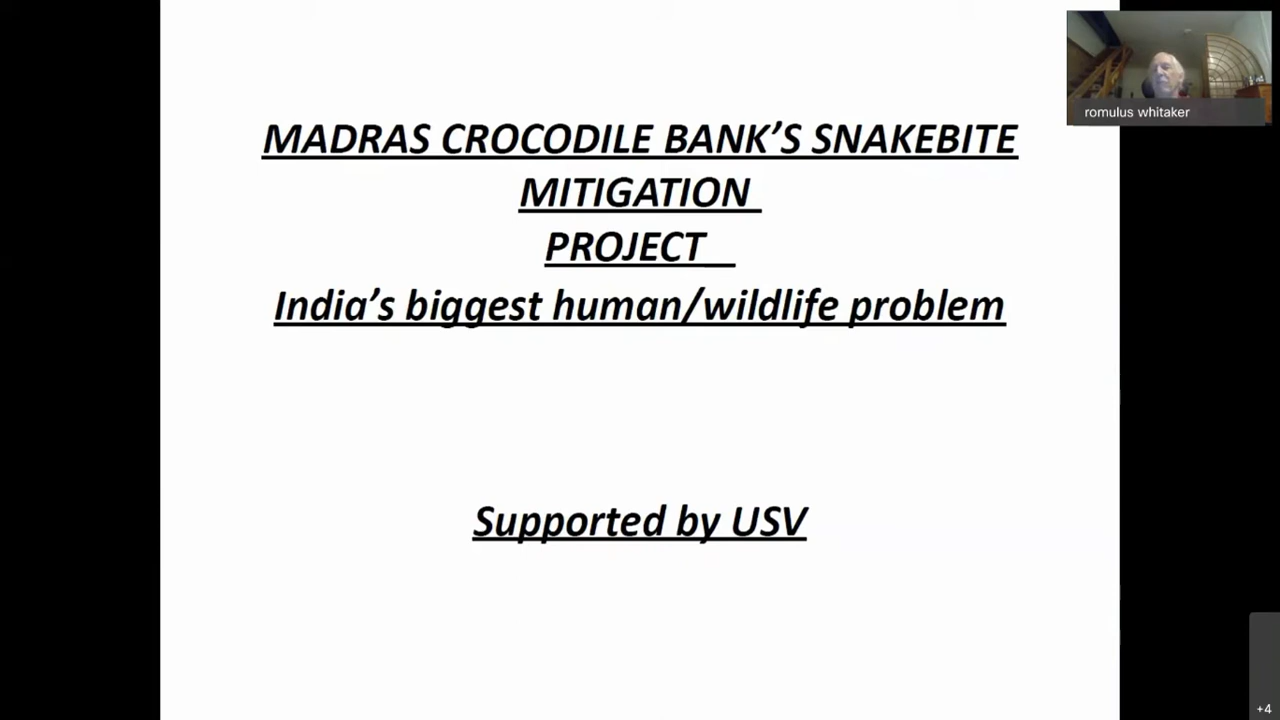 romulus whitaker
MADRAS CROCODILE BANK’S SNAKEBITE
MITIGATION
PROJECT
India’s biggest human/wildlife problem
Supported by USV
+4